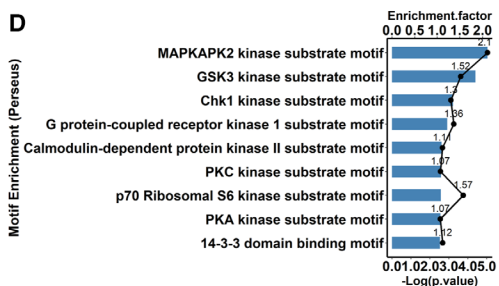 D
Enrichment.factor
0.0 0.5 1.0 1.5 2.0
Motif Enrichment (Perseus)
MAPKAPK2 kinase substrate motif 2.1
GSK3 kinase substrate motif 1.52
Chk1 kinase substrate motif 1.3
G protein-coupled receptor kinase 1 substrate motif 1.36
Calmodulin-dependent protein kinase II substrate motif 1.11
PKC kinase substrate motif 1.07
p70 Ribosomal S6 kinase substrate motif 1.57
PKA kinase substrate motif 1.07
14-3-3 domain binding motif 1.12
0.01.02.03.04.05.0
-Log(p.value)